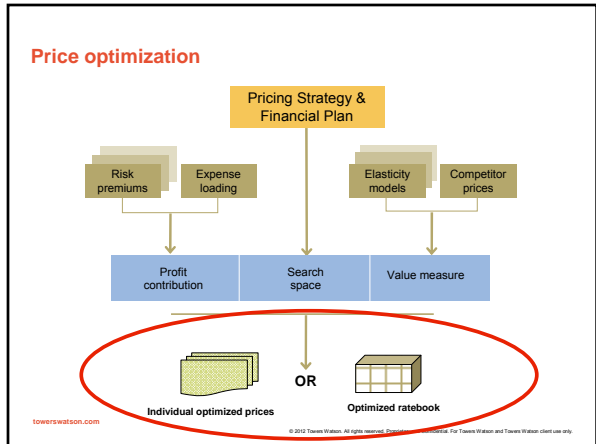 Price optimization
Pricing Strategy &
Financial Plan
Risk
premiums
Expense
loading
Elasticity
models
Competitor
prices
Profit
contribution
Search
space
Value measure
OR
Individual optimized prices
Optimized ratebook
towerswatson.com
© 2012 Towers Watson. All rights reserved. Proprietary and Confidential. For Towers Watson and Towers Watson client use only.